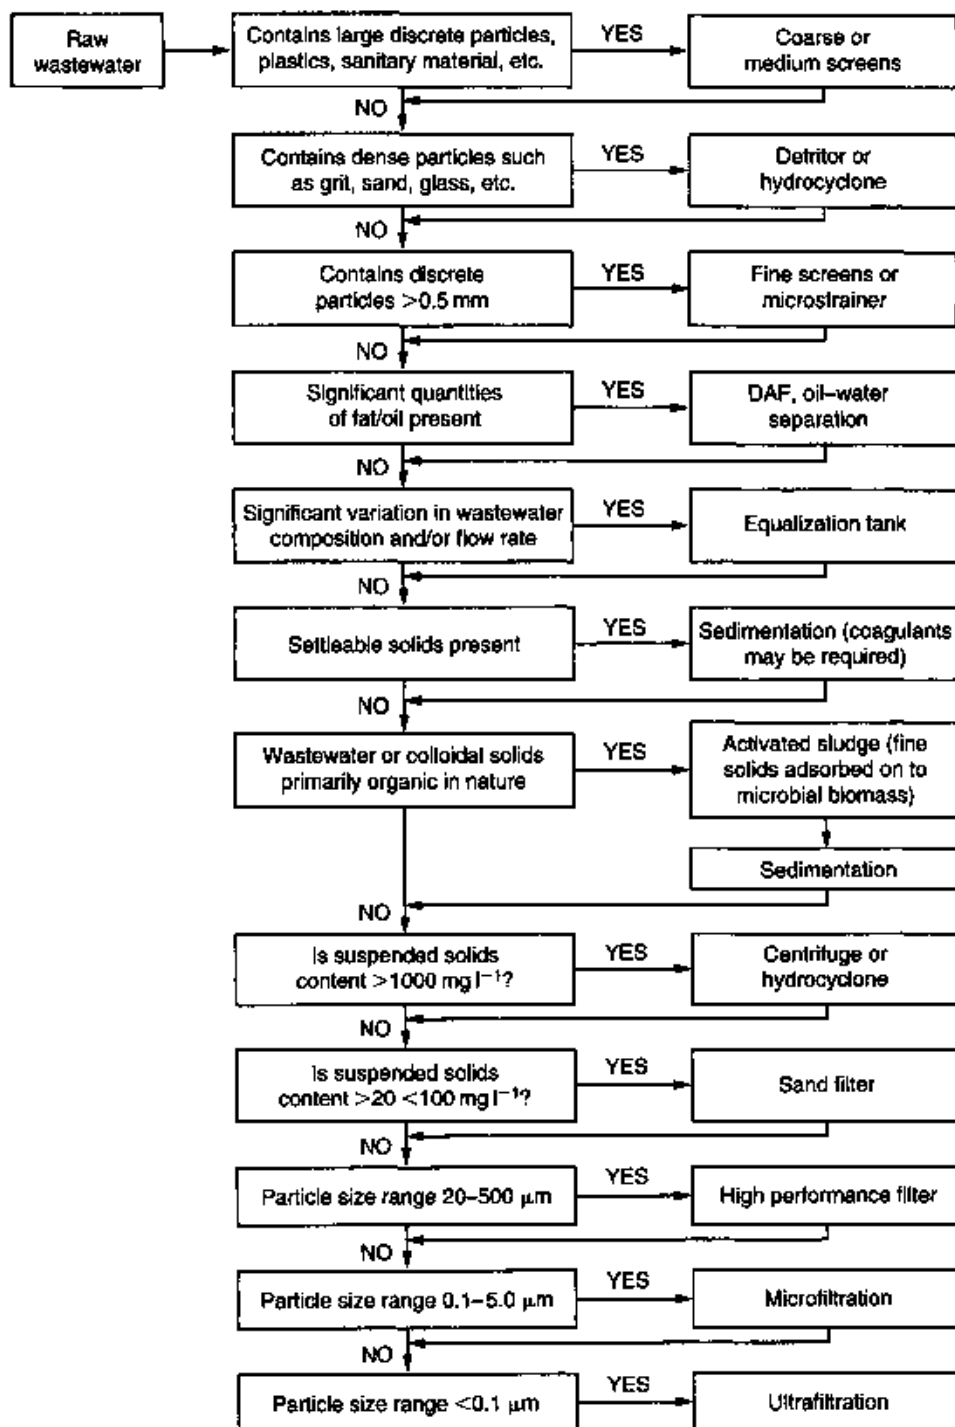 Raw
wastewater
Contains large discrete particles,
plastics, sanitary material, etc.
YES
Coarse or
medium screens
NO
Contains dense particles such
as grit, sand, glass, etc.
YES
Detritor or
hydrocyclone
NO
Contains discrete
particles >0.5 mm
YES
Fine screens or
microstrainer
NO
Significant quantities
of fat/oil present
YES
DAF, oil–water
separation
NO
Significant variation in wastewater
composition and/or flow rate
YES
Equalization tank
NO
Settleable solids present
YES
Sedimentation (coagulants
may be required)
NO
Wastewater or colloidal solids
primarily organic in nature
YES
Activated sludge (fine
solids adsorbed on to
microbial biomass)
Sedimentation
NO
Is suspended solids
content >1000 mg l⁻¹?
YES
Centrifuge or
hydrocyclone
NO
Is suspended solids
content >20 <100 mg l⁻¹?
YES
Sand filter
NO
Particle size range 20–500 μm
YES
High performance filter
NO
Particle size range 0.1–5.0 μm
YES
Microfiltration
NO
Particle size range <0.1 μm
YES
Ultrafiltration